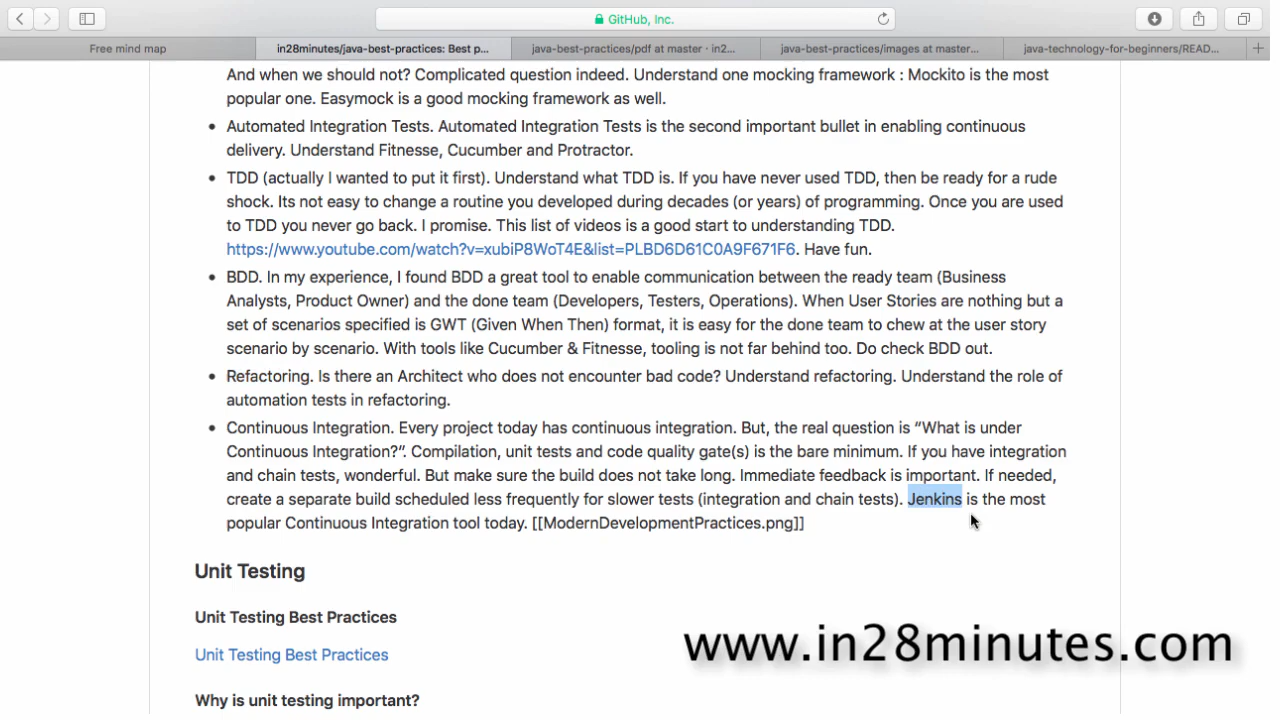 GitHub, Inc.
Free mind map
in28minutes/java-best-practices: Best p...
java-best-practices/pdf at master · in2...
java-best-practices/images at master...
java-technology-for-beginners/READ...
And when we should not? Complicated question indeed. Understand one mocking framework : Mockito is the most
popular one. Easymock is a good mocking framework as well.
Automated Integration Tests. Automated Integration Tests is the second important bullet in enabling continuous
delivery. Understand Fitnesse, Cucumber and Protractor.
TDD (actually I wanted to put it first). Understand what TDD is. If you have never used TDD, then be ready for a rude
shock. Its not easy to change a routine you developed during decades (or years) of programming. Once you are used
to TDD you never go back. I promise. This list of videos is a good start to understanding TDD.
https://www.youtube.com/watch?v=xubiP8WoT4E&list=PLBD6D61C0A9F671F6. Have fun.
BDD. In my experience, I found BDD a great tool to enable communication between the ready team (Business
Analysts, Product Owner) and the done team (Developers, Testers, Operations). When User Stories are nothing but a
set of scenarios specified is GWT (Given When Then) format, it is easy for the done team to chew at the user story
scenario by scenario. With tools like Cucumber & Fitnesse, tooling is not far behind too. Do check BDD out.
Refactoring. Is there an Architect who does not encounter bad code? Understand refactoring. Understand the role of
automation tests in refactoring.
Continuous Integration. Every project today has continuous integration. But, the real question is “What is under
Continuous Integration?”. Compilation, unit tests and code quality gate(s) is the bare minimum. If you have integration
and chain tests, wonderful. But make sure the build does not take long. Immediate feedback is important. If needed,
create a separate build scheduled less frequently for slower tests (integration and chain tests). Jenkins is the most
popular Continuous Integration tool today. [[ModernDevelopmentPractices.png]]
Unit Testing
Unit Testing Best Practices
Unit Testing Best Practices
www.in28minutes.com
Why is unit testing important?